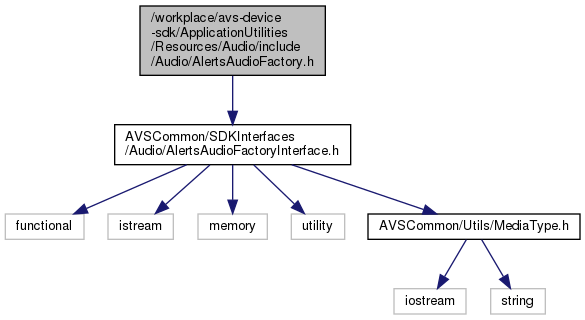 /workplace/avs-device
-sdk/ApplicationUtilities
/Resources/Audio/include
/Audio/AlertsAudioFactory.h
AVSCommon/SDKInterfaces
/Audio/AlertsAudioFactoryInterface.h
functional
istream
memory
utility
AVSCommon/Utils/MediaType.h
iostream
string